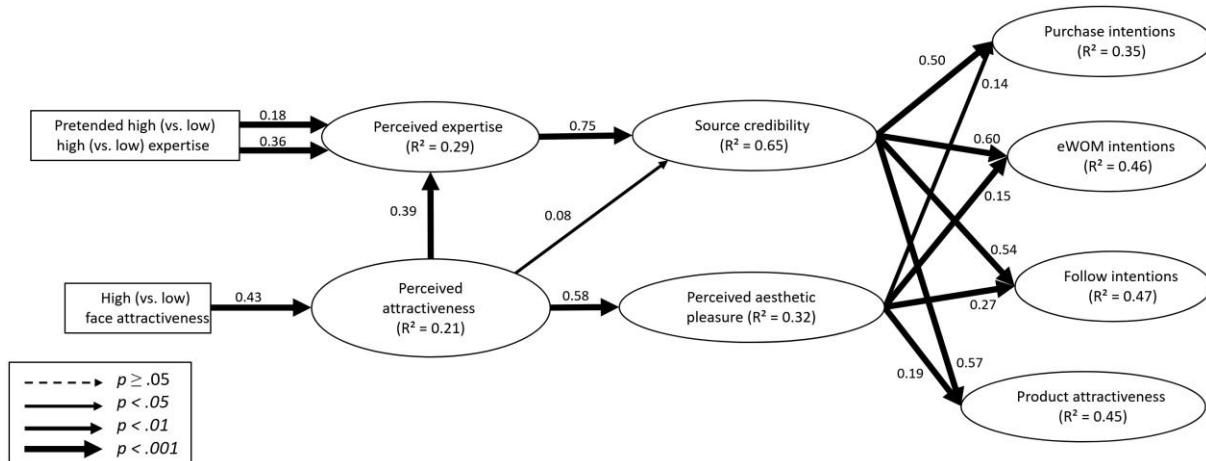 Purchase intentions
(R² = 0.35)
0.50
0.14
Pretended high (vs. low)
high (vs. low) expertise
0.18
0.36
Perceived expertise
(R² = 0.29)
0.75
Source credibility
(R² = 0.65)
0.60
eWOM intentions
(R² = 0.46)
0.15
0.39
0.08
0.54
High (vs. low)
face attractiveness
0.43
Perceived
attractiveness
(R² = 0.21)
0.58
Perceived aesthetic
pleasure (R² = 0.32)
Follow intentions
(R² = 0.47)
0.27
0.57
0.19
Product attractiveness
(R² = 0.45)
p ≥ .05
p < .05
p < .01
p < .001